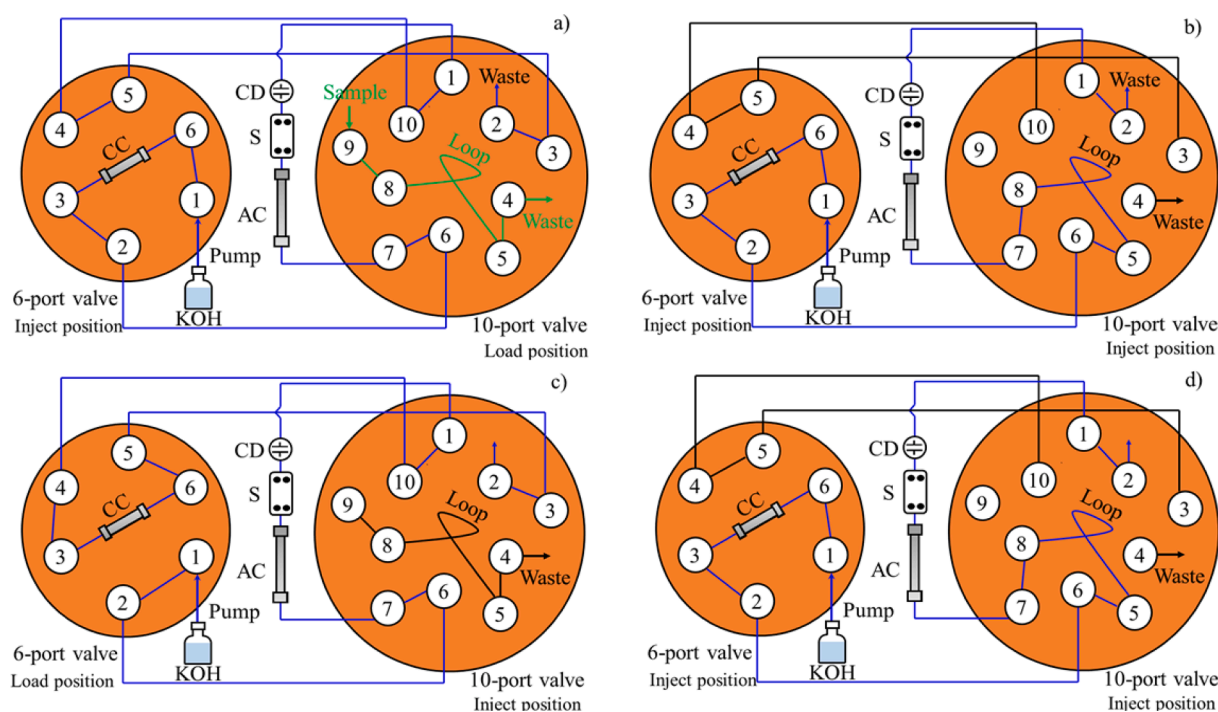 a)
5
4
6
CC
3
1
2
Pump
KOH
6-port valve
Inject position
CD
S
AC
1
Waste
Sample
10
2
9
3
Loop
8
4
Waste
6
7
5
10-port valve
Load position
b)
5
4
6
CC
3
1
2
Pump
KOH
6-port valve
Inject position
CD
S
AC
1
Waste
10
2
9
3
Loop
8
4
Waste
6
7
5
10-port valve
Inject position
c)
5
4
6
CC
3
1
2
Pump
KOH
6-port valve
Load position
CD
S
AC
1
10
2
9
3
Loop
8
4
Waste
6
7
5
10-port valve
Inject position
d)
5
4
6
CC
3
1
2
Pump
KOH
6-port valve
Inject position
CD
S
AC
1
10
2
9
3
Loop
8
4
Waste
6
7
5
10-port valve
Inject position